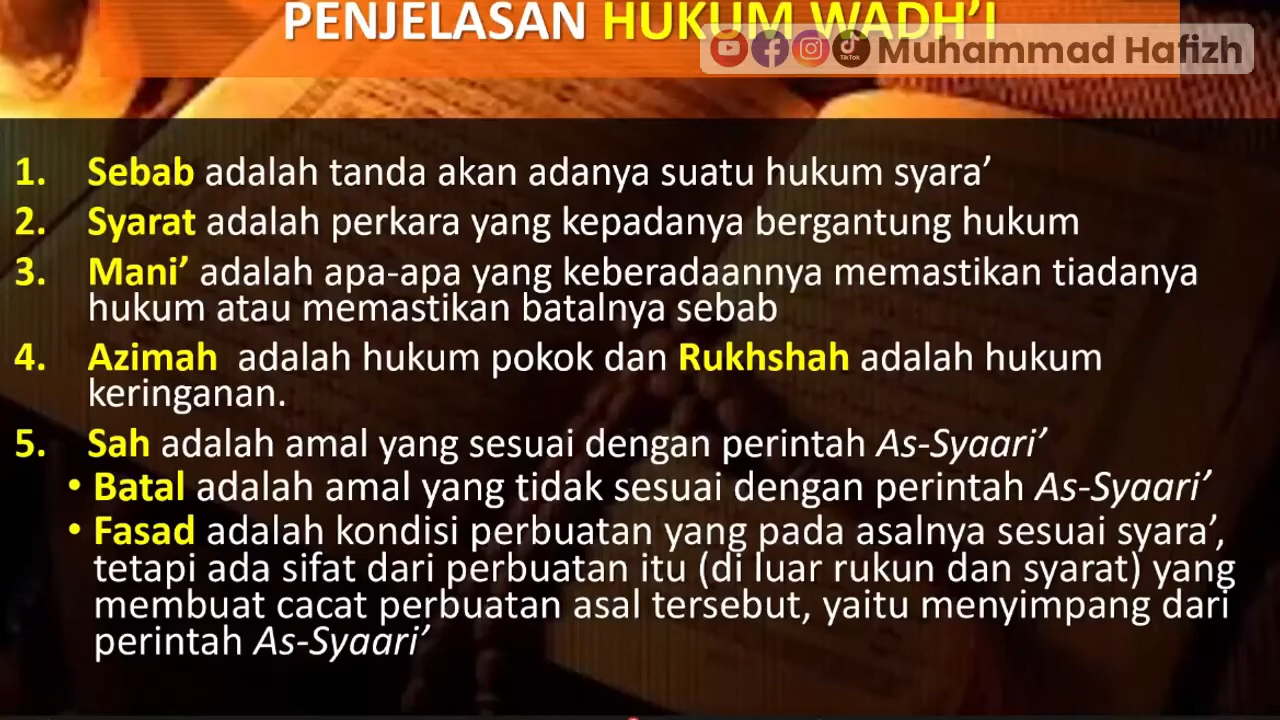 PENJELASAN HUKUM WADH'I
TikTok Muhammad Hafizh
1. Sebab adalah tanda akan adanya suatu hukum syara'
2. Syarat adalah perkara yang kepadanya bergantung hukum
3. Mani' adalah apa-apa yang keberadaannya memastikan tiadanya
hukum atau memastikan batalnya sebab
4. Azimah adalah hukum pokok dan Rukhshah adalah hukum
keringanan.
5. Sah adalah amal yang sesuai dengan perintah As-Syaari'
• Batal adalah amal yang tidak sesuai dengan perintah As-Syaari'
• Fasad adalah kondisi perbuatan yang pada asalnya sesuai syara',
tetapi ada sifat dari perbuatan itu (di luar rukun dan syarat) yang
membuat cacat perbuatan asal tersebut, yaitu menyimpang dari
perintah As-Syaari'